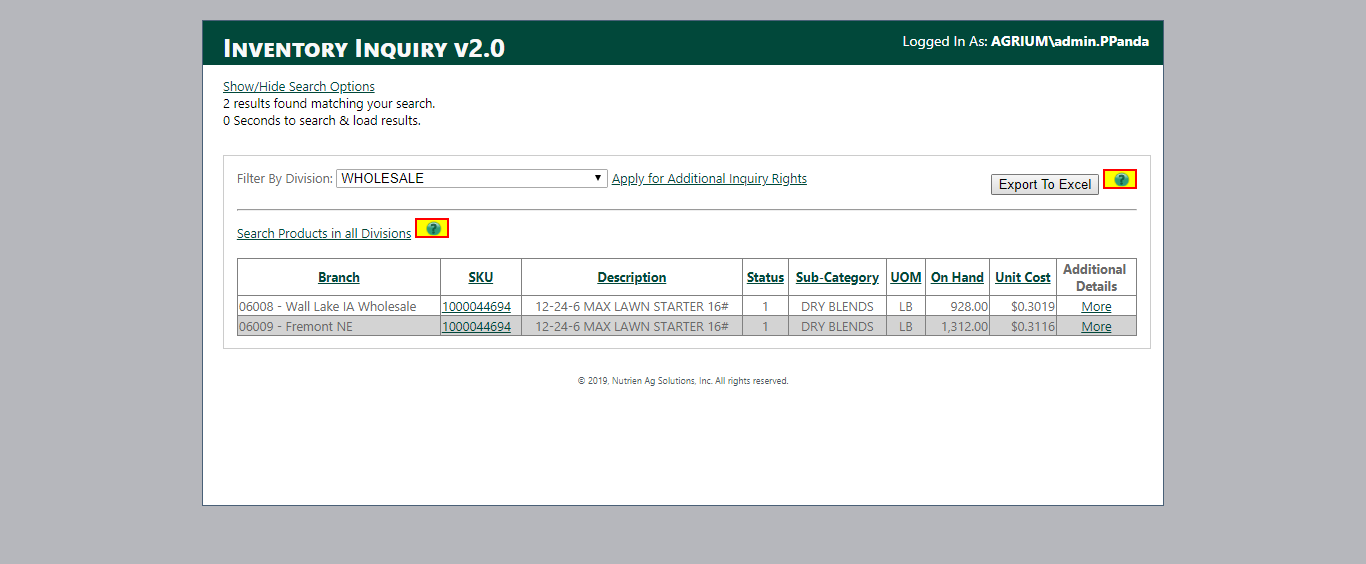 INVENTORY INQUIRY V2.0
Logged In As: AGRIUM\admin.PPanda
Show/Hide Search Options
2 results found matching your search.
0 Seconds to search & load results.
Filter By Division: WHOLESALE Apply for Additional Inquiry Rights Export To Excel ?
Search Products in all Divisions ?
Branch SKU Description Status Sub-Category UOM On Hand Unit Cost Additional Details
06008 - Wall Lake IA Wholesale 1000044694 12-24-6 MAX LAWN STARTER 16# 1 DRY BLENDS LB 928.00 $0.3019 More
06009 - Fremont NE 1000044694 12-24-6 MAX LAWN STARTER 16# 1 DRY BLENDS LB 1,312.00 $0.3116 More
© 2019, Nutrien Ag Solutions, Inc. All rights reserved.